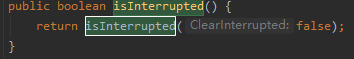 public boolean isInterrupted() {
return isInterrupted( ClearInterrupted: false);
}